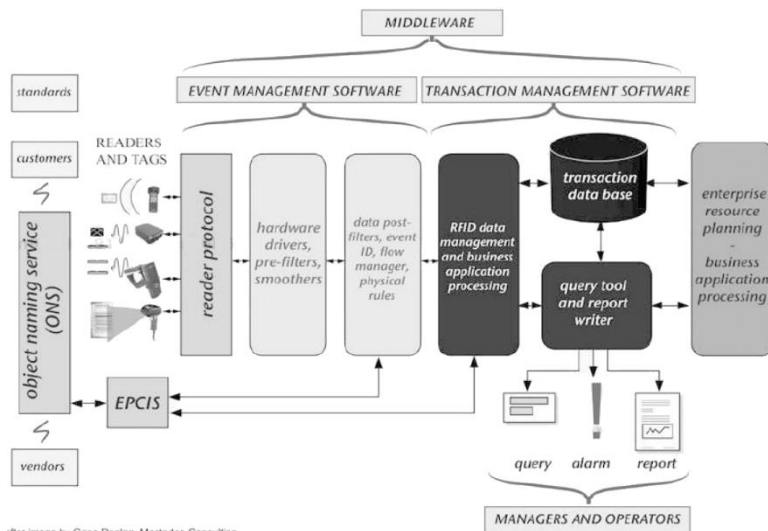 MIDDLEWARE
EVENT MANAGEMENT SOFTWARE
TRANSACTION MANAGEMENT SOFTWARE
standards
customers
object naming service
(ONS)
vendors
READERS
AND TAGS
reader protocol
hardware
drivers,
pre-filters,
smoothers
data post-
filters, event
ID, flow
manager,
physical
rules
RFID data
management
and business
application
processing
transaction
data base
query tool
and report
writer
enterprise
resource
planning
-
business
application
processing)
EPCIS
query
alarm
report
MANAGERS AND OPERATORS